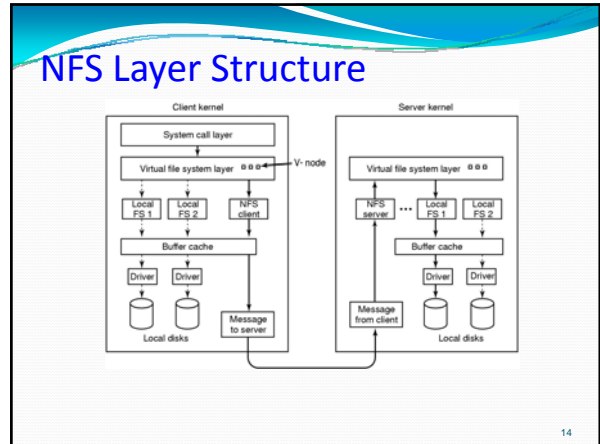 NFS Layer Structure
Client kernel
System call layer
Virtual file system layer
V- node
Local FS 1
Local FS 2
NFS client
Buffer cache
Driver
Driver
Local disks
Message to server
Server kernel
Virtual file system layer
NFS server
Local FS 1
Local FS 2
Buffer cache
Message from client
Driver
Driver
Local disks
14